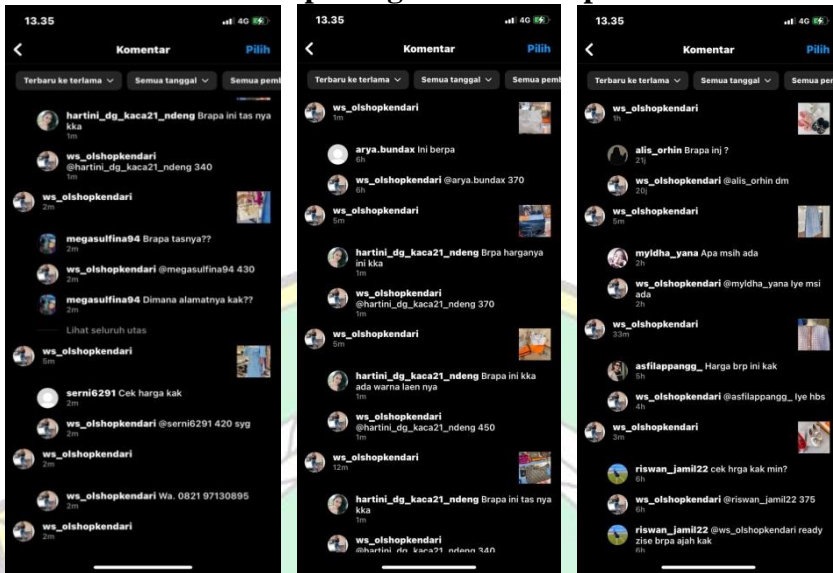 13.35
4G
Komentar
Pilih
Terbaru ke terlama
Semua tanggal
Semua pemb
hartini_dg_kaca21_ndeng Brapa ini tas nya
kka
1m
ws_olshopkendari
@hartini_dg_kaca21_ndeng 340
1m
ws_olshopkendari
2m
megasulfina94 Brapa tasnya??
2m
ws_olshopkendari @megasulfina94 430
2m
megasulfina94 Dimana alamatnya kak??
2m
Lihat seluruh utas
ws_olshopkendari
5m
serni6291 Cek harga kak
2m
ws_olshopkendari @serni6291 420 syg
2m
ws_olshopkendari
2m
ws_olshopkendari Wa. 0821 97130895
2m
ws_olshopkendari
2m
13.35
4G
Komentar
Pilih
Terbaru ke terlama
Semua tanggal
Semua pemb
ws_olshopkendari
1m
arya.bundax Ini berpa
6h
ws_olshopkendari @arya.bundax 370
6h
ws_olshopkendari
5m
hartini_dg_kaca21_ndeng Brpa harganya
ini kka
1m
ws_olshopkendari
@hartini_dg_kaca21_ndeng 370
1m
ws_olshopkendari
5m
hartini_dg_kaca21_ndeng Brapa ini kka
ada warna laen nya
1m
ws_olshopkendari
@hartini_dg_kaca21_ndeng 450
1m
ws_olshopkendari
12m
hartini_dg_kaca21_ndeng Brapa ini tas nya
kka
1m
ws_olshopkendari
@hartini_dg_kaca21_ndeng 340
13.35
4G
Komentar
Pilih
Terbaru ke terlama
Semua tanggal
Semua per
ws_olshopkendari
1h
alis_orhin Brapa inj ?
21j
ws_olshopkendari @alis_orhin dm
20j
ws_olshopkendari
5m
myldha_yana Apa msih ada
2h
ws_olshopkendari @myldha_yana Iye msi
ada
2h
ws_olshopkendari
33m
asfilappangg_ Harga brp ini kak
5h
ws_olshopkendari @asfilappangg_ Iye hbs
4h
ws_olshopkendari
3m
riswan_jamil22 cek hrga kak min?
6h
ws_olshopkendari @riswan_jamil22 375
6h
riswan_jamil22 @ws_olshopkendari ready
zise brpa ajah kak
6h